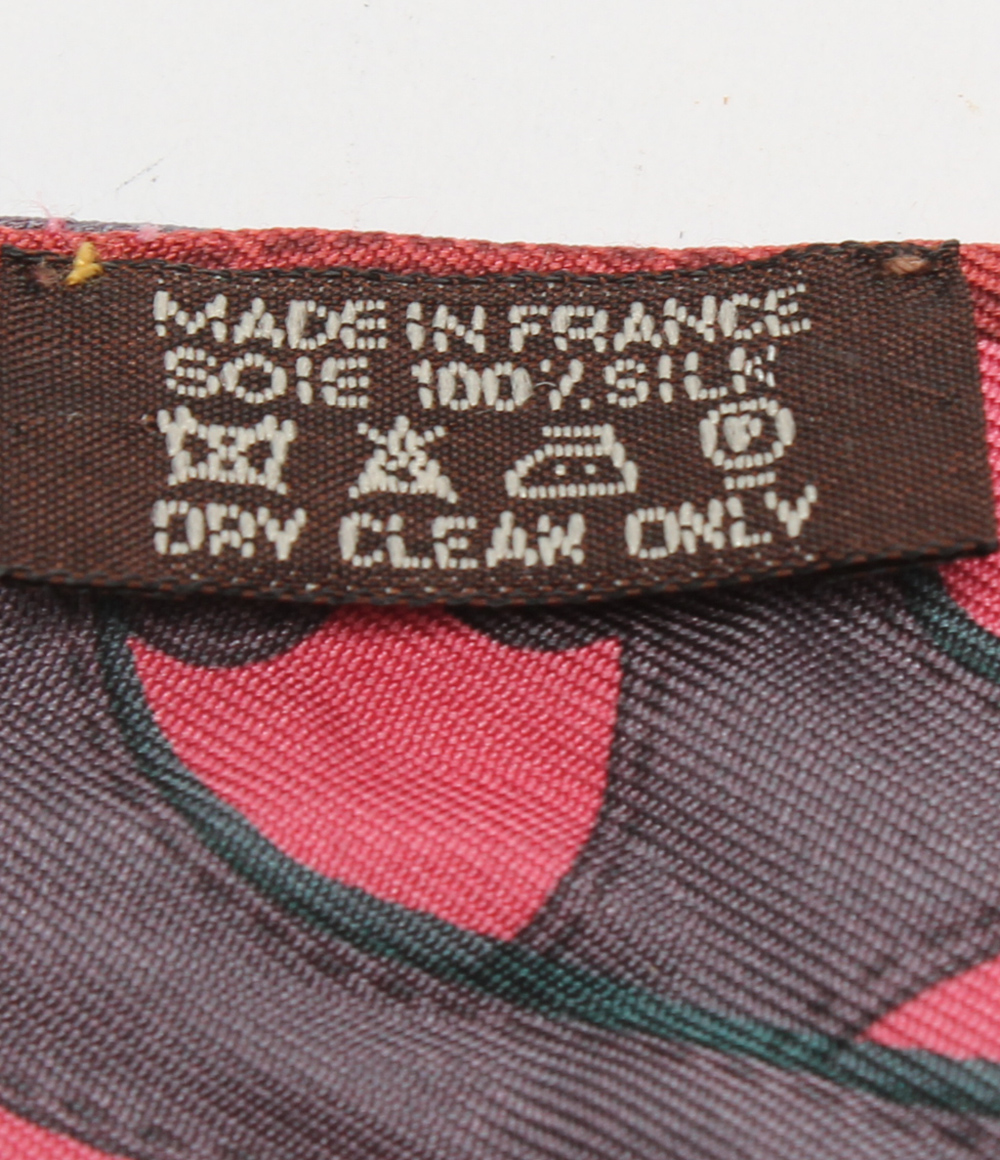 MADE IN FRANCE
SOIE 100% SILK
P
DRY CLEAN ONLY